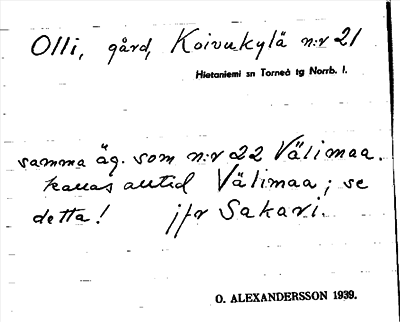 Olli, gård, Koivukylä n:r 21
Hietaniemi sn Torneå tg Norrb. l.
samma äg. som n:r 22 Välimaa.
kallas alltid Välimaa; se
detta! jfr Sakari.
O. ALEXANDERSSON 1939.